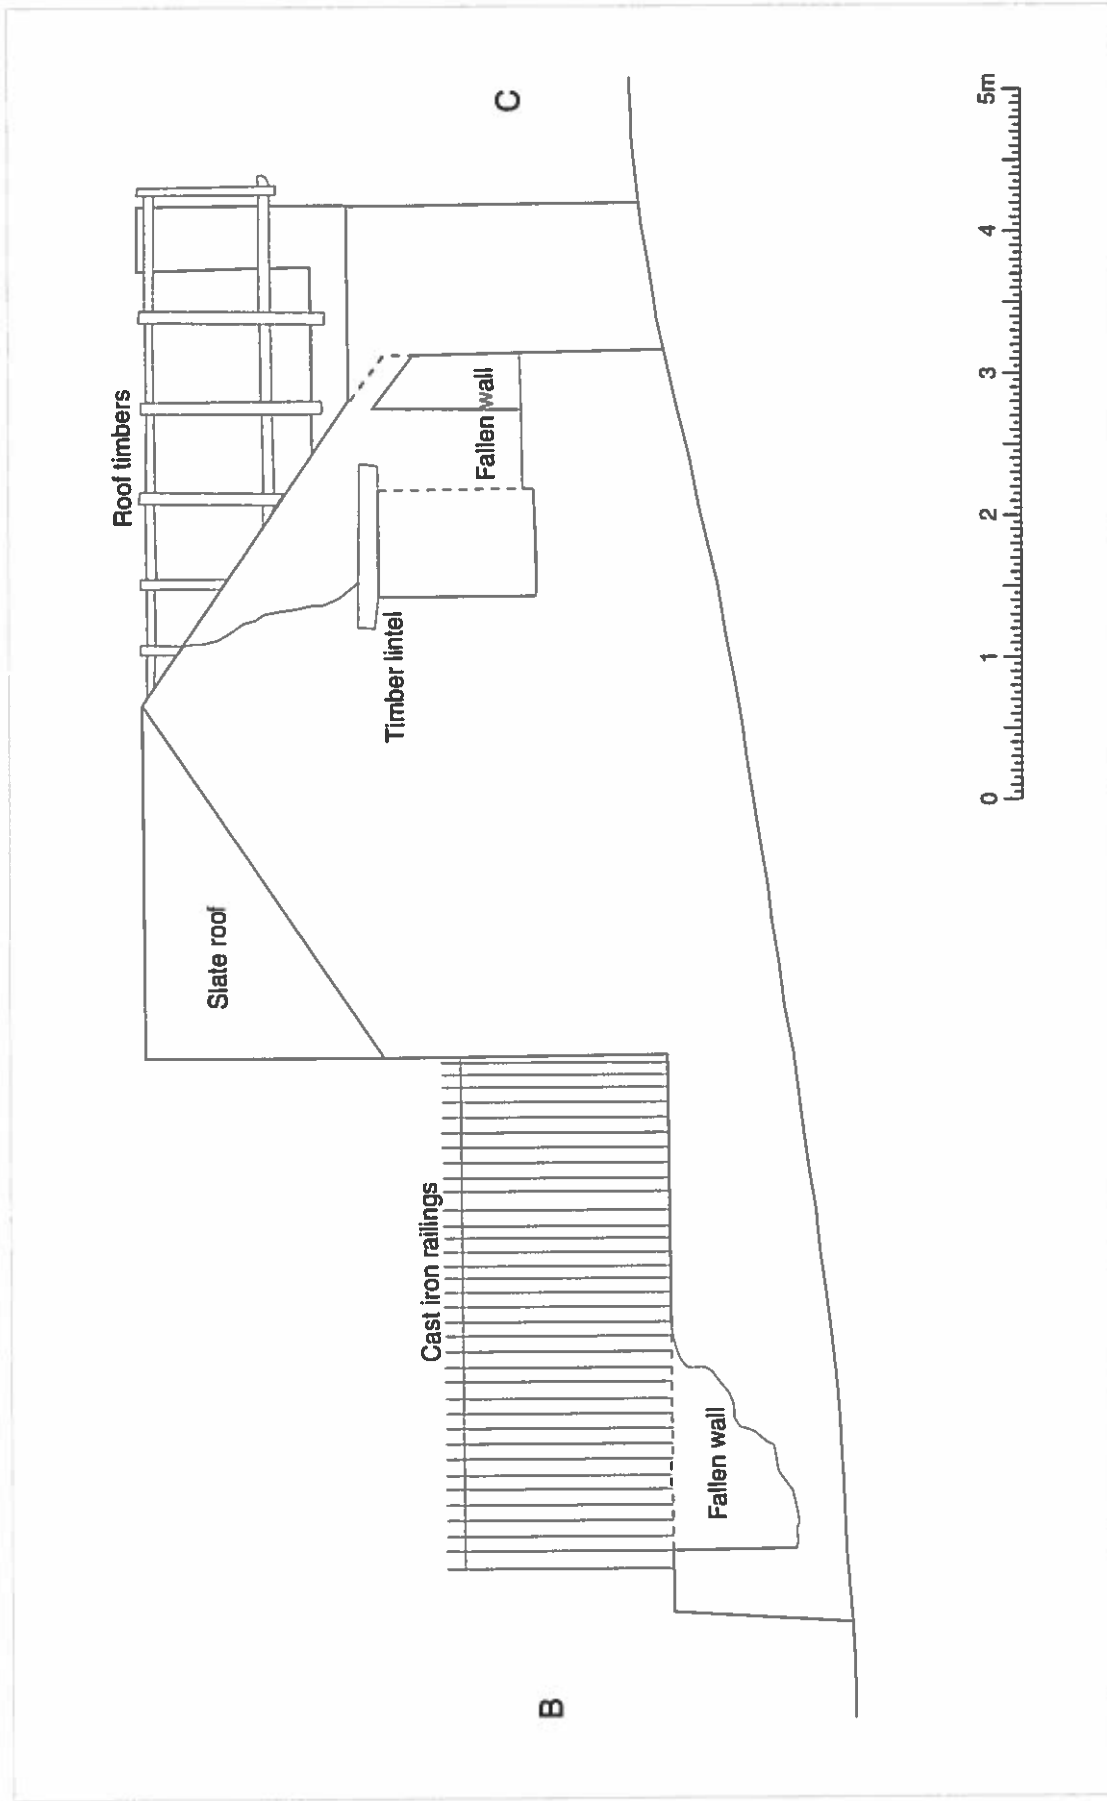 Roof timbers
C
Slate roof
Timber lintel
Fallen wall
Cast iron railings
Fallen wall
B
0 1 2 3 4 5m